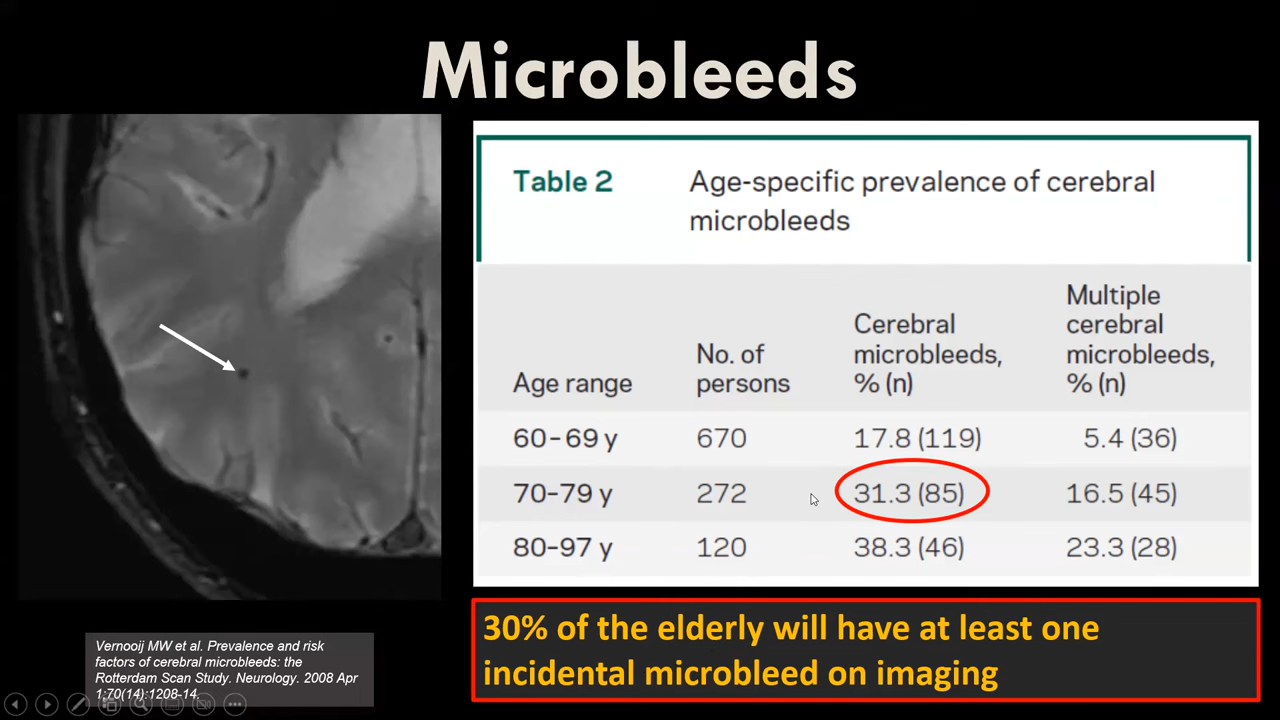 Microbleeds
Table 2 Age-specific prevalence of cerebral
microbleeds
Age range No. of persons Cerebral microbleeds, % (n) Multiple cerebral microbleeds, % (n)
60–69 y 670 17.8 (119) 5.4 (36)
70–79 y 272 31.3 (85) 16.5 (45)
80–97 y 120 38.3 (46) 23.3 (28)
30% of the elderly will have at least one
incidental microbleed on imaging
Vernooij MW et al. Prevalence and risk
factors of cerebral microbleeds: the
Rotterdam Scan Study. Neurology. 2008 Apr
1;70(14):1208-14.